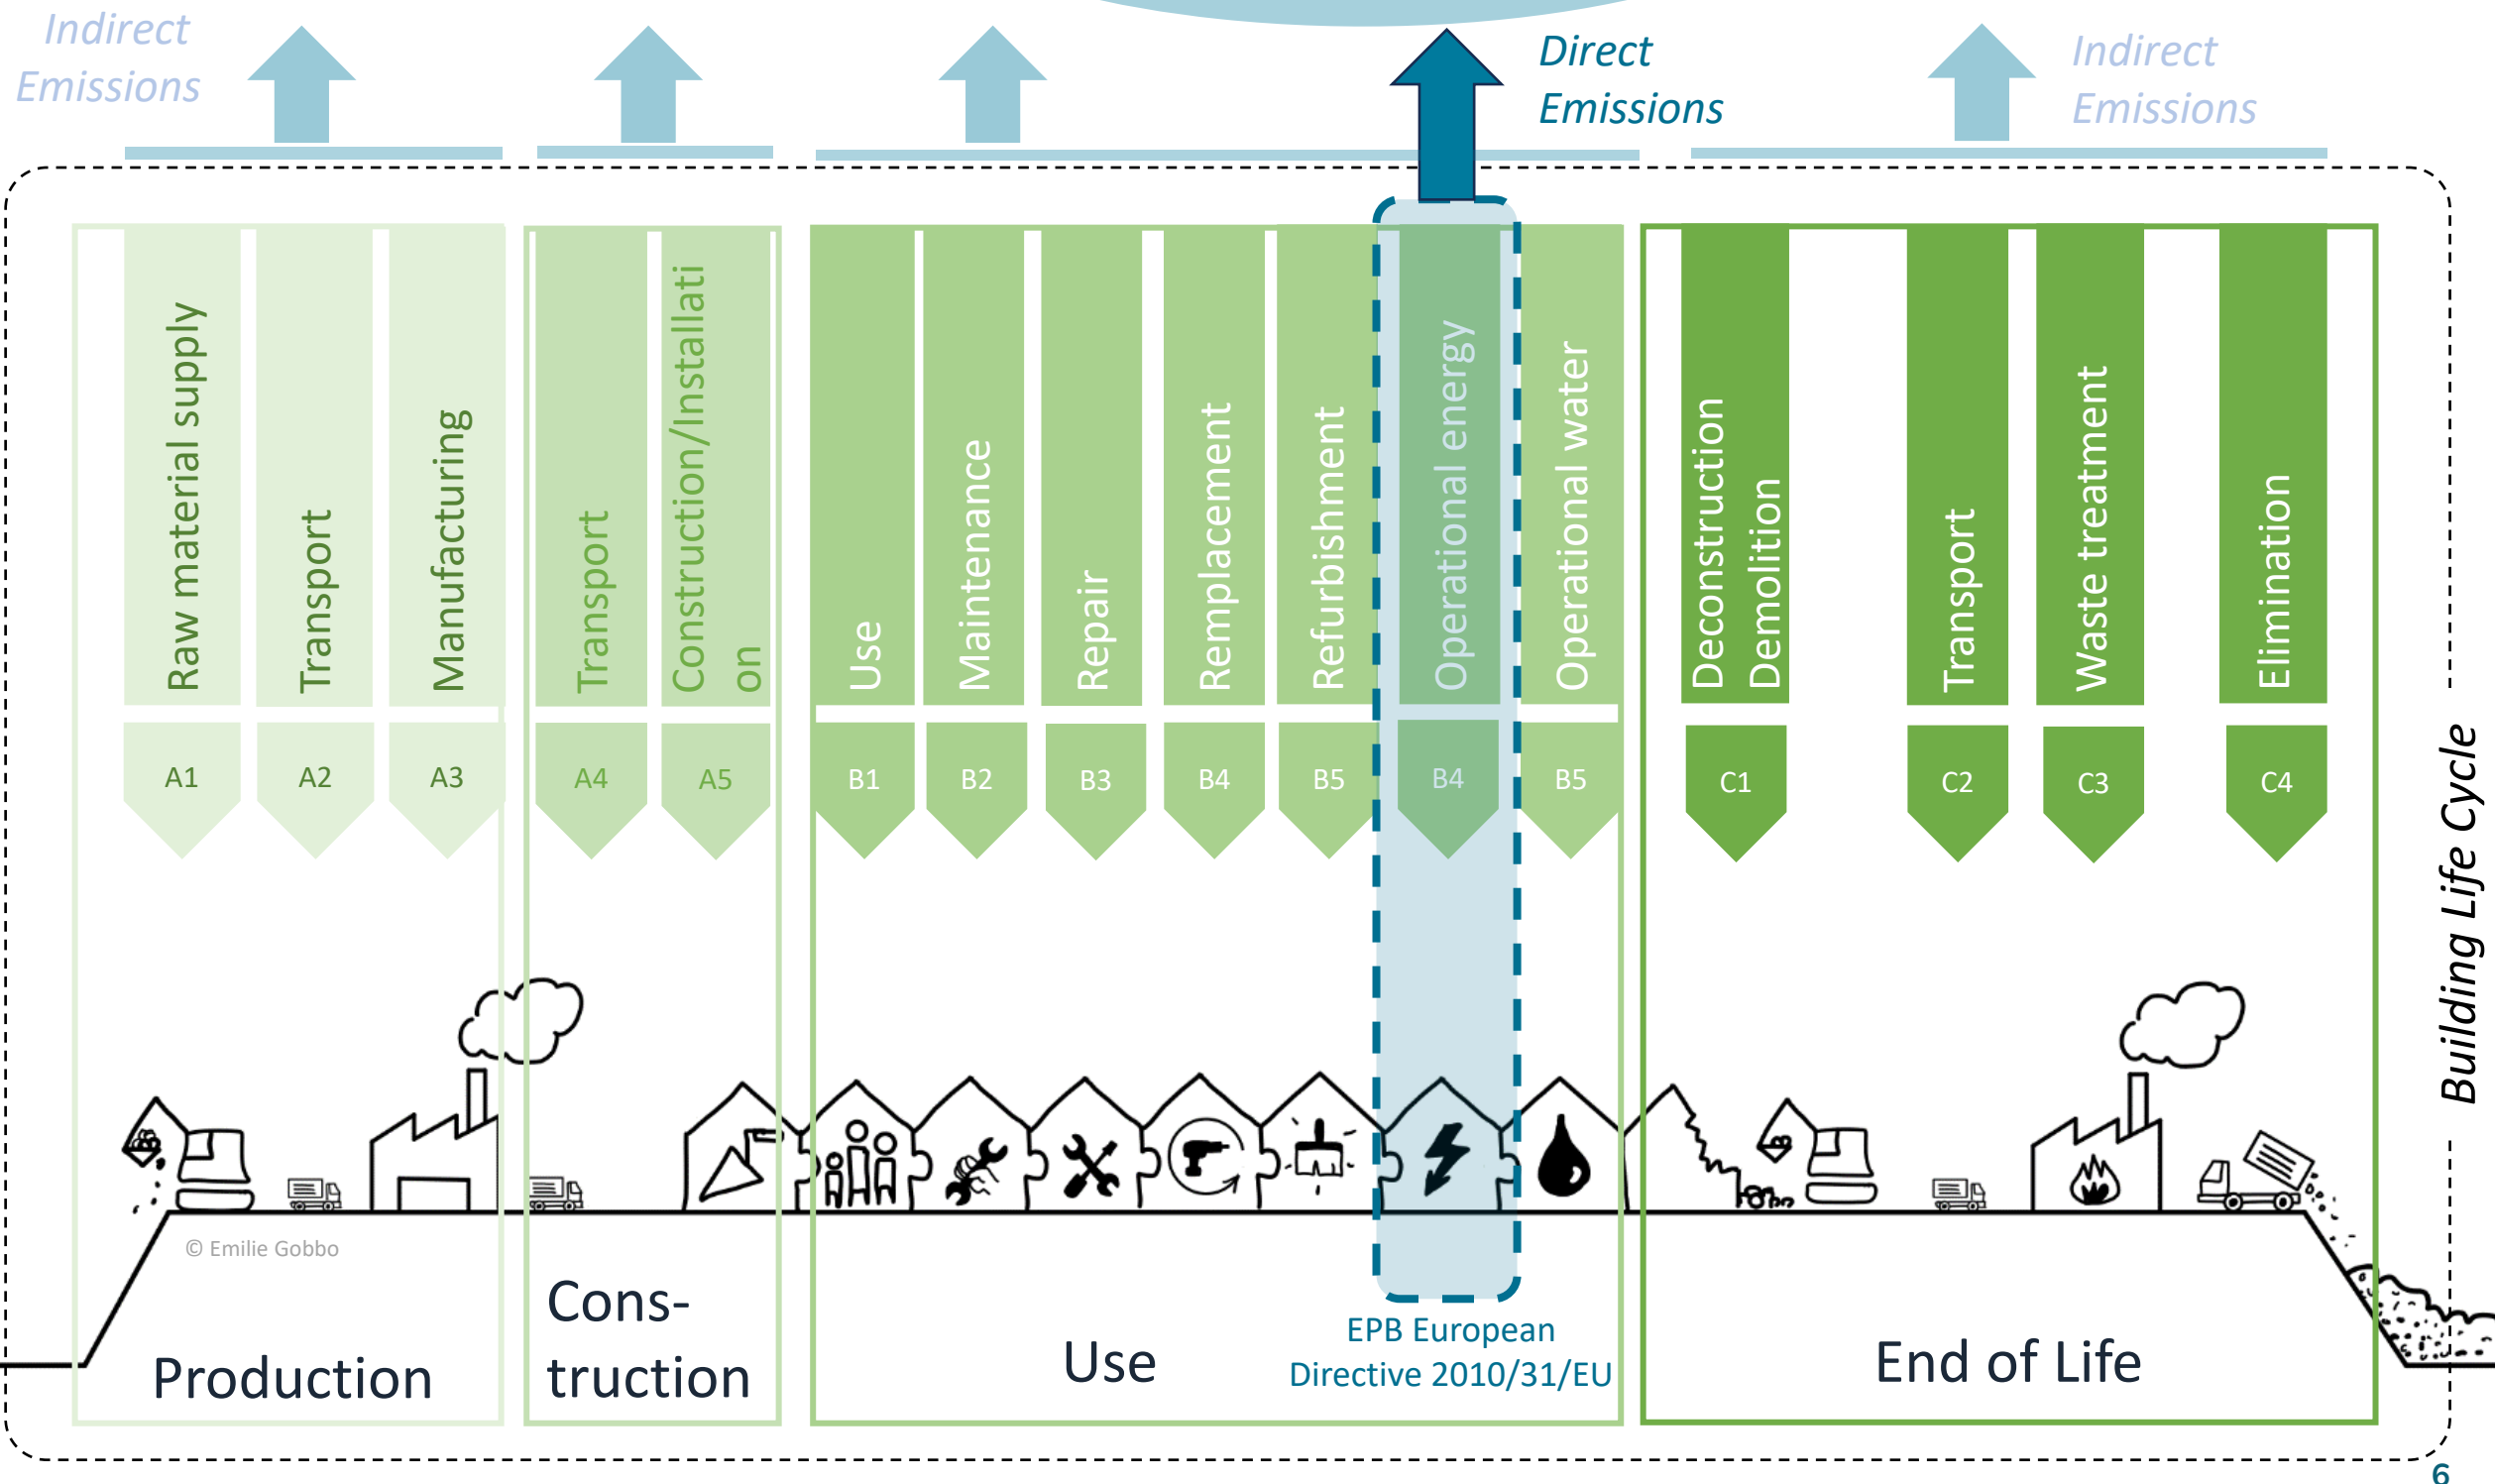 Indirect
Emissions
Direct
Emissions
Indirect
Emissions
Raw material supply
Transport
Manufacturing
Transport
Construction/Installati
on
Use
Maintenance
Repair
Remplacement
Refurbishment
Operational energy
Operational water
Deconstruction
Demolition
Transport
Waste treatment
Elimination
A1
A2
A3
A4
A5
B1
B2
B3
B4
B5
B4
B5
C1
C2
C3
C4
Building Life Cycle
© Emilie Gobbo
Production
Cons-
truction
Use
EPB European
Directive 2010/31/EU
End of Life
6